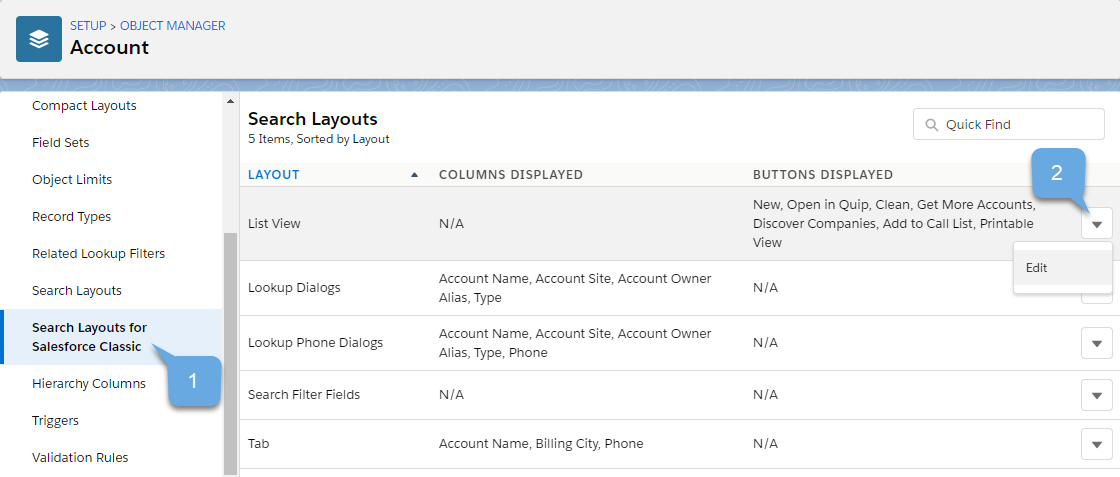 SETUP > OBJECT MANAGER
Account
Compact Layouts
Field Sets
Object Limits
Record Types
Related Lookup Filters
Search Layouts
Search Layouts for
Salesforce Classic
1
Hierarchy Columns
Triggers
Validation Rules
Search Layouts
5 Items, Sorted by Layout
Quick Find
2
LAYOUT COLUMNS DISPLAYED BUTTONS DISPLAYED
List View N/A New, Open in Quip, Clean, Get More Accounts,
Discover Companies, Add to Call List, Printable
View
Edit
Lookup Dialogs Account Name, Account Site, Account Owner
Alias, Type N/A
Lookup Phone Dialogs Account Name, Account Site, Account Owner
Alias, Type, Phone N/A
Search Filter Fields N/A N/A
Tab Account Name, Billing City, Phone N/A